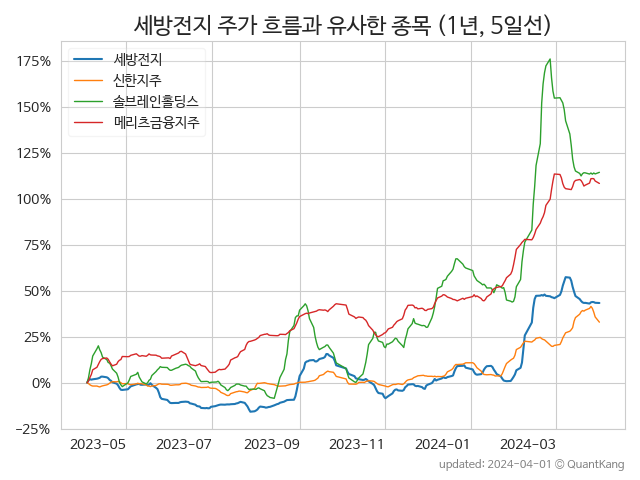 세방전지 주가 흐름과 유사한 종목 (1년, 5일선)
175%
150%
125%
100%
75%
50%
25%
0%
−25%
세방전지
신한지주
솔브레인홀딩스
메리츠금융지주
2023-05
2023-07
2023-09
2023-11
2024-01
2024-03
updated: 2024-04-01 © QuantKang